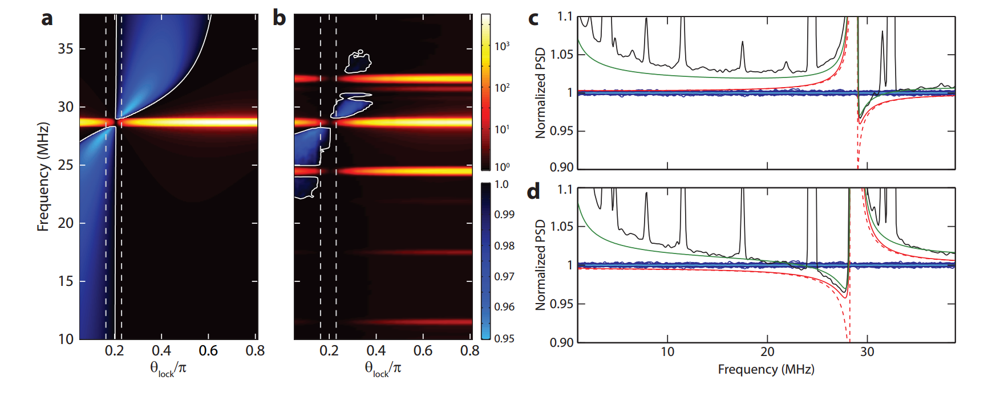 a
b
c
d
35
30
25
20
15
10
Frequency (MHz)
0.2 0.4 0.6 0.8
θlock/π
0.2 0.4 0.6 0.8
θlock/π
10³
10²
10¹
10⁰
1.0
0.99
0.98
0.97
0.96
0.95
1.1
1.05
1
0.95
0.90
Normalized PSD
1.1
1.05
1
0.95
0.90
Normalized PSD
10 20 30
Frequency (MHz)